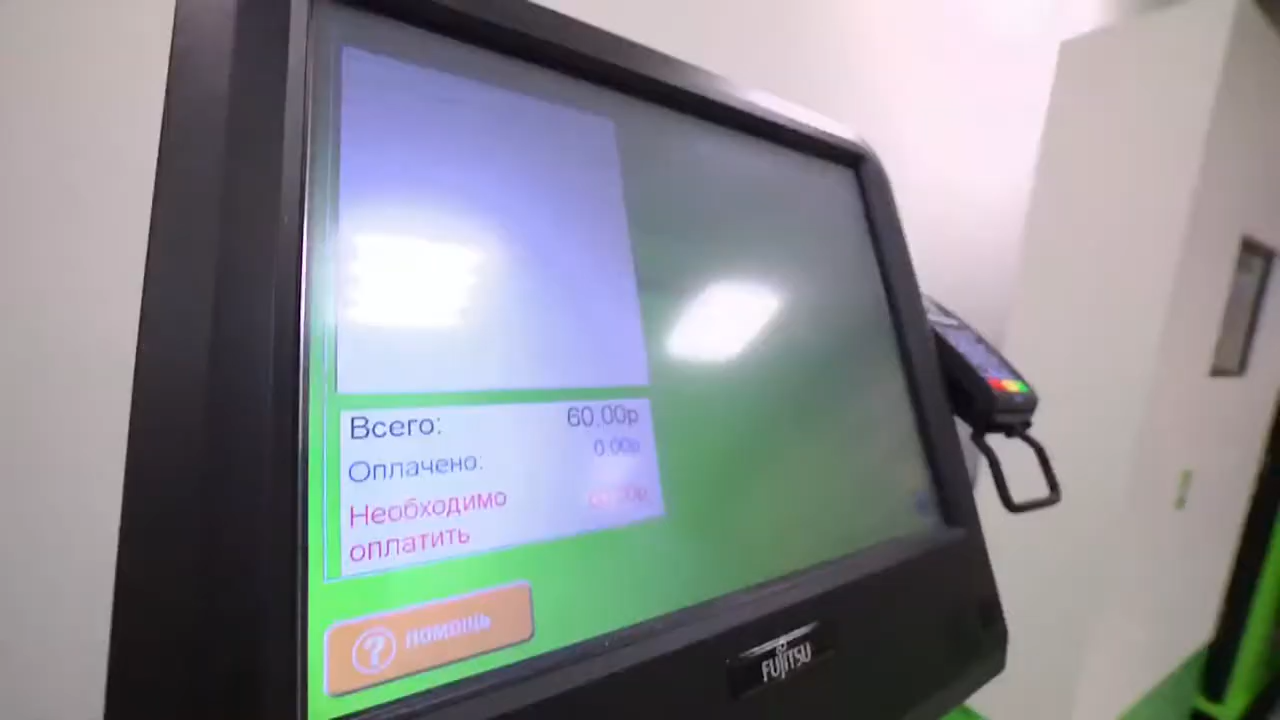 Всего: 60.00р
Оплачено: 0.00р
Необходимо
оплатить
? помощь
FUJITSU